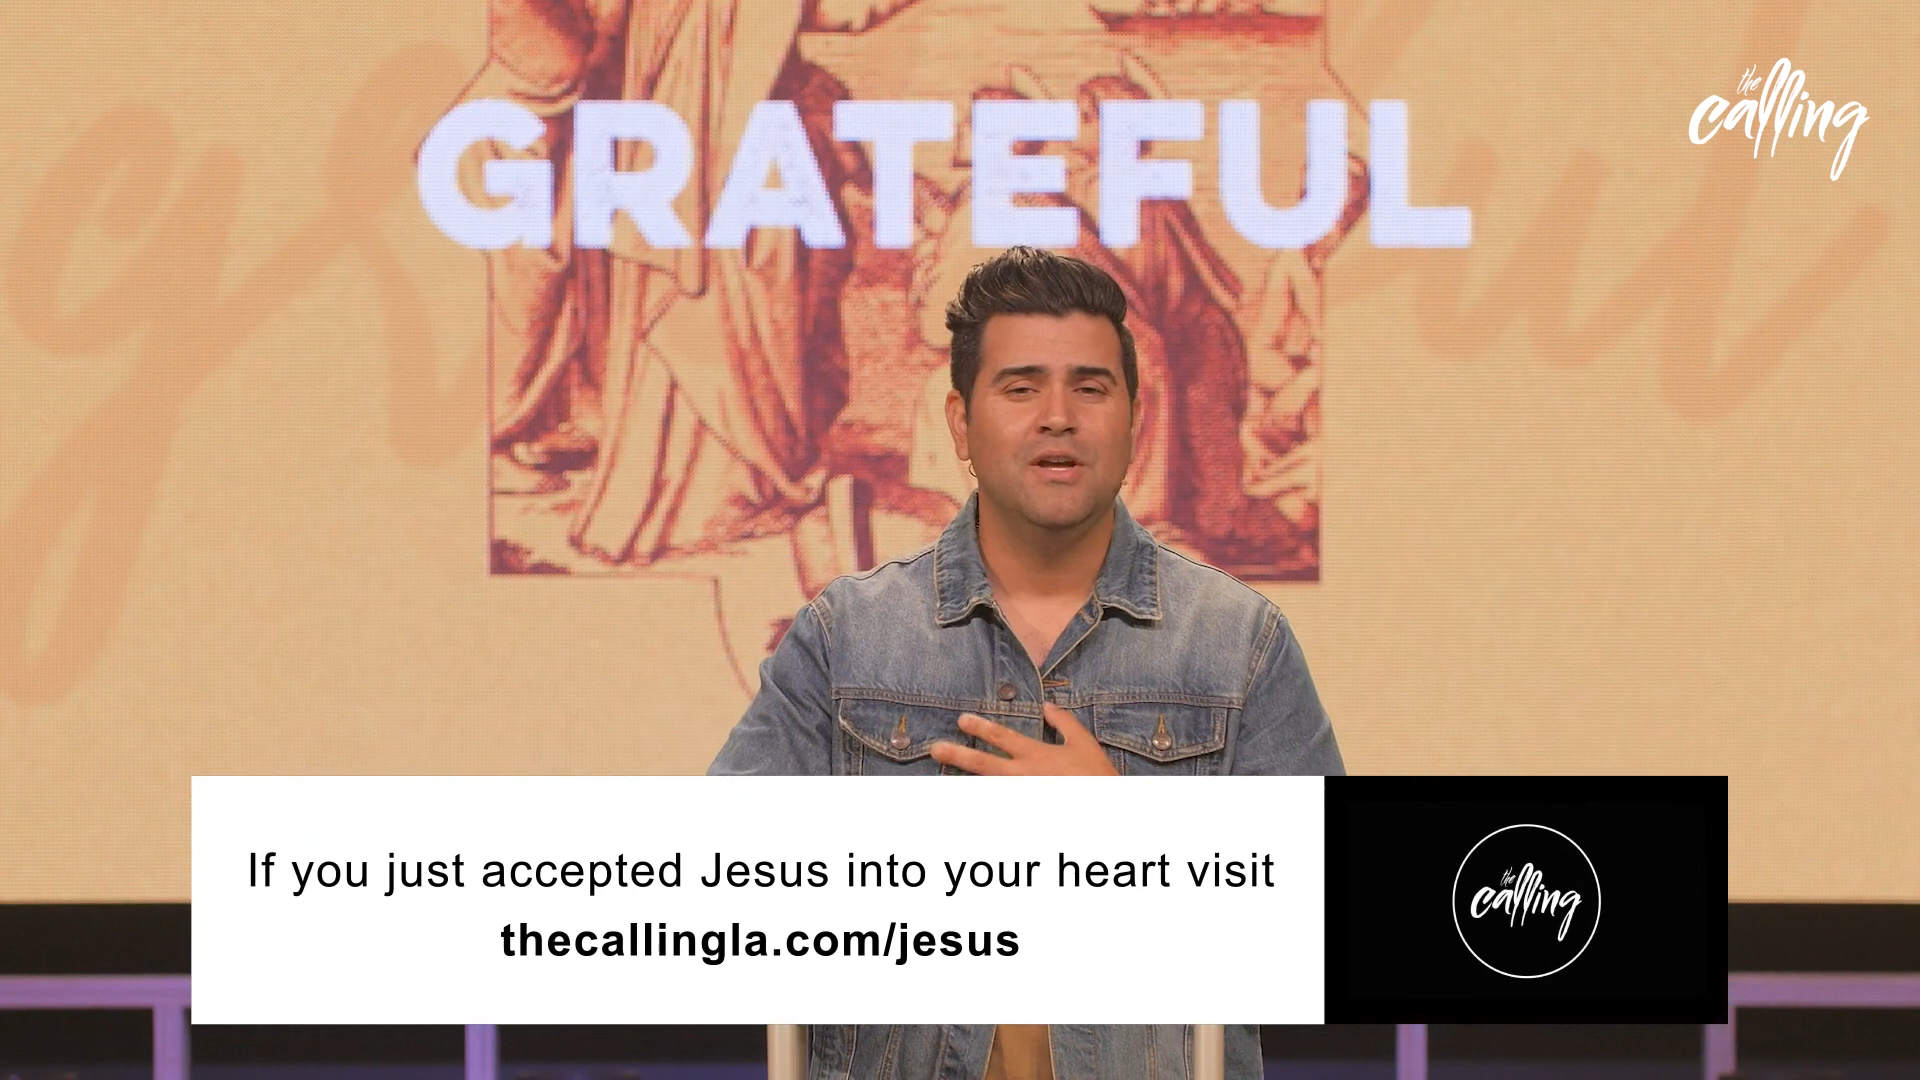 GRATEFUL
the
calling
If you just accepted Jesus into your heart visit
thecallingla.com/jesus
the
calling